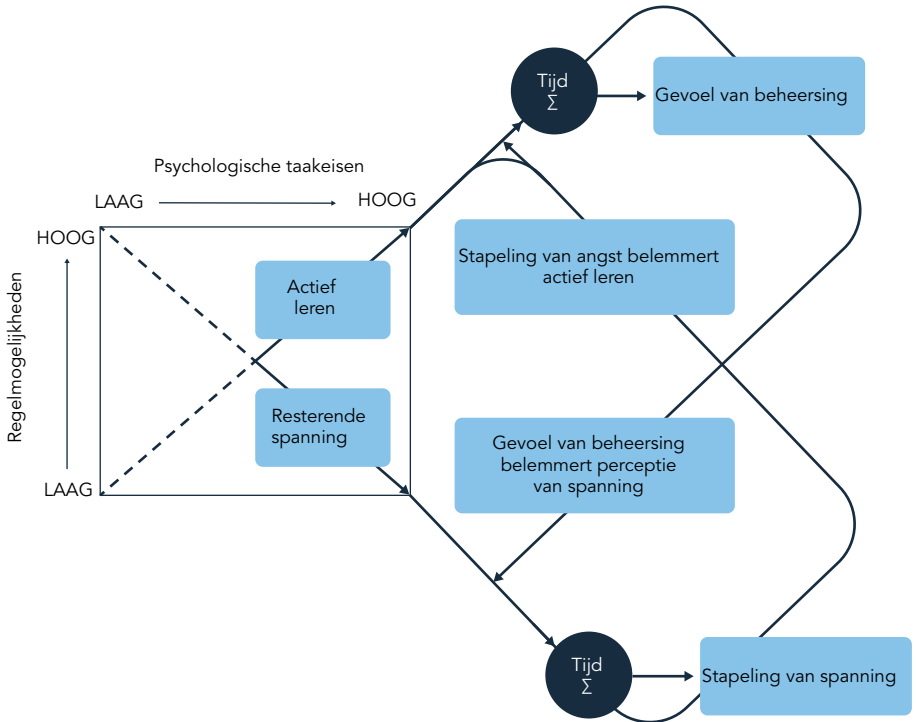 Tijd
Σ
Gevoel van beheersing
Psychologische taakeisen
LAAG
HOOG
HOOG
Regelmogelijkheden
LAAG
Actief
leren
Stapeling van angst belemmert
actief leren
Resterende
spanning
Gevoel van beheersing
belemmert perceptie
van spanning
Tijd
Σ
Stapeling van spanning